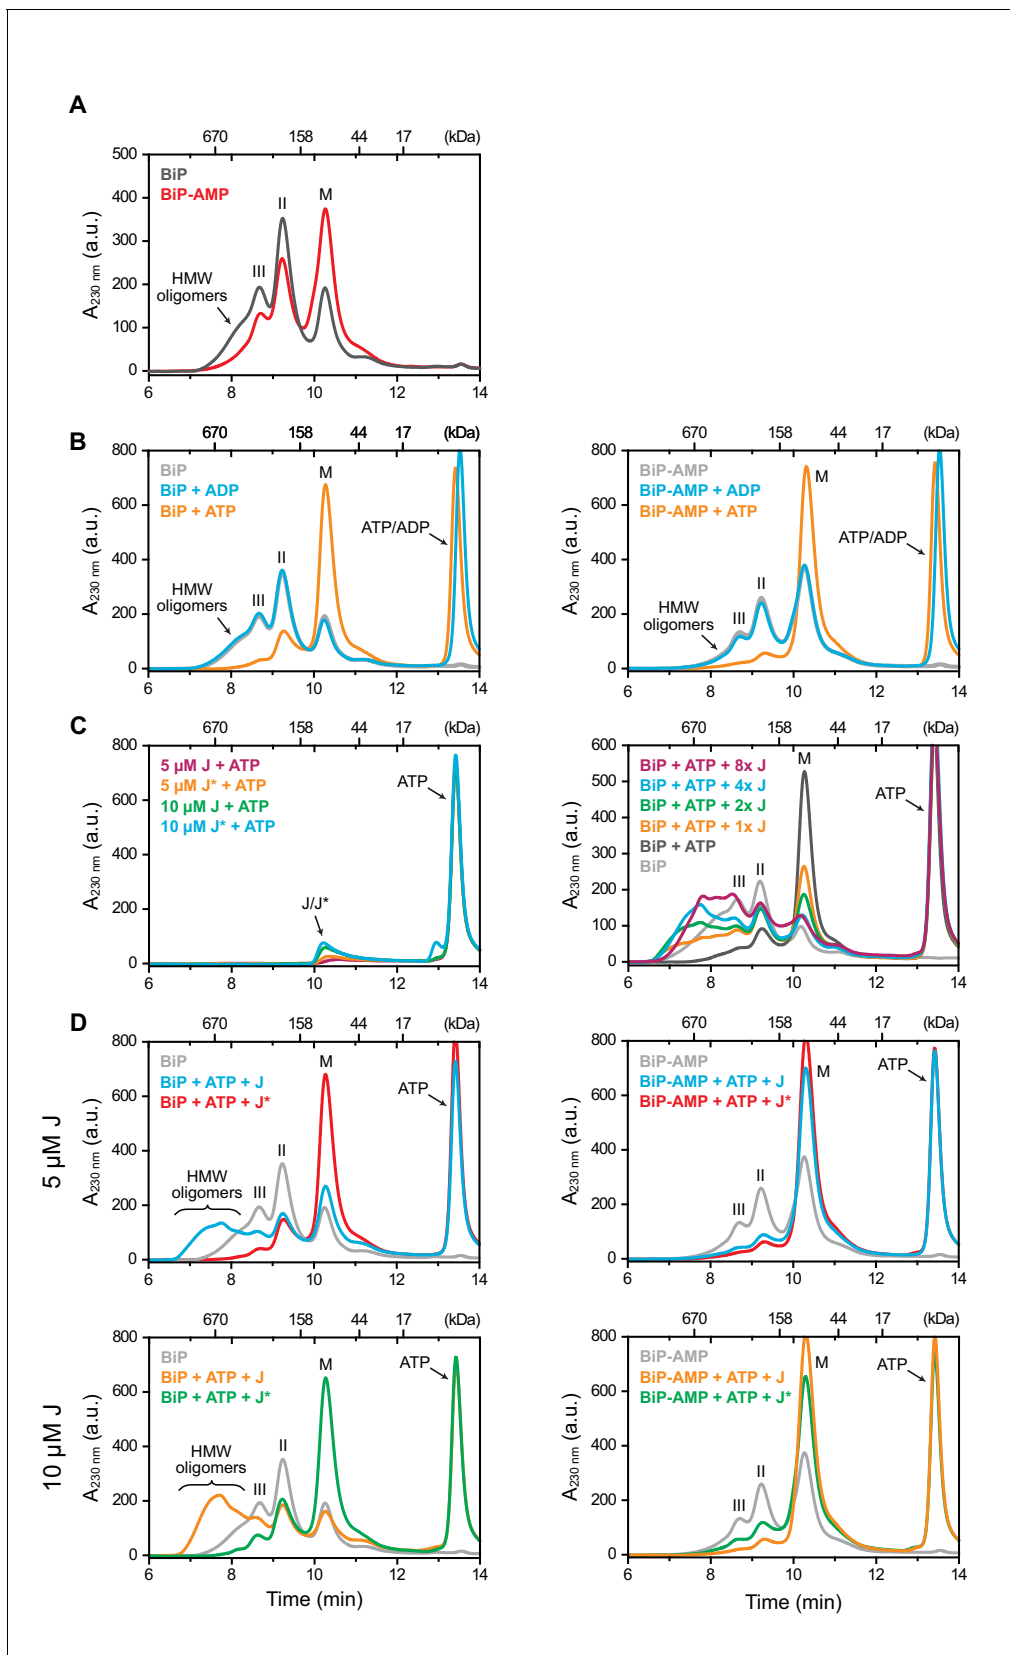 A
670 158 44 17 (kDa)
500
400
300
200
100
0
A230 nm (a.u.)
BiP
BiP-AMP
HMW
oligomers
III
II
M
6 8 10 12 14
B
670 158 44 17 (kDa)
800
600
400
200
0
A230 nm (a.u.)
BiP
BiP + ADP
BiP + ATP
HMW
oligomers
III
II
M
ATP/ADP
6 8 10 12 14
670 158 44 17 (kDa)
800
600
400
200
0
A230 nm (a.u.)
BiP-AMP
BiP-AMP + ADP
BiP-AMP + ATP
HMW
oligomers
III
II
M
ATP/ADP
6 8 10 12 14
C
670 158 44 17 (kDa)
800
600
400
200
0
A230 nm (a.u.)
5 µM J + ATP
5 µM J* + ATP
10 µM J + ATP
10 µM J* + ATP
J/J*
ATP
6 8 10 12 14
670 158 44 17 (kDa)
600
500
400
300
200
100
0
A230 nm (a.u.)
BiP + ATP + 8x J
BiP + ATP + 4x J
BiP + ATP + 2x J
BiP + ATP + 1x J
BiP + ATP
BiP
III
II
M
ATP
6 8 10 12 14
D
5 µM J
670 158 44 17 (kDa)
800
600
400
200
0
A230 nm (a.u.)
BiP
BiP + ATP + J
BiP + ATP + J*
HMW
oligomers
III
II
M
ATP
6 8 10 12 14
670 158 44 17 (kDa)
800
600
400
200
0
A230 nm (a.u.)
BiP-AMP
BiP-AMP + ATP + J
BiP-AMP + ATP + J*
III
II
M
ATP
6 8 10 12 14
10 µM J
670 158 44 17 (kDa)
800
600
400
200
0
A230 nm (a.u.)
BiP
BiP + ATP + J
BiP + ATP + J*
HMW
oligomers
III
II
M
ATP
6 8 10 12 14
Time (min)
670 158 44 17 (kDa)
800
600
400
200
0
A230 nm (a.u.)
BiP-AMP
BiP-AMP + ATP + J
BiP-AMP + ATP + J*
III
II
M
ATP
6 8 10 12 14
Time (min)